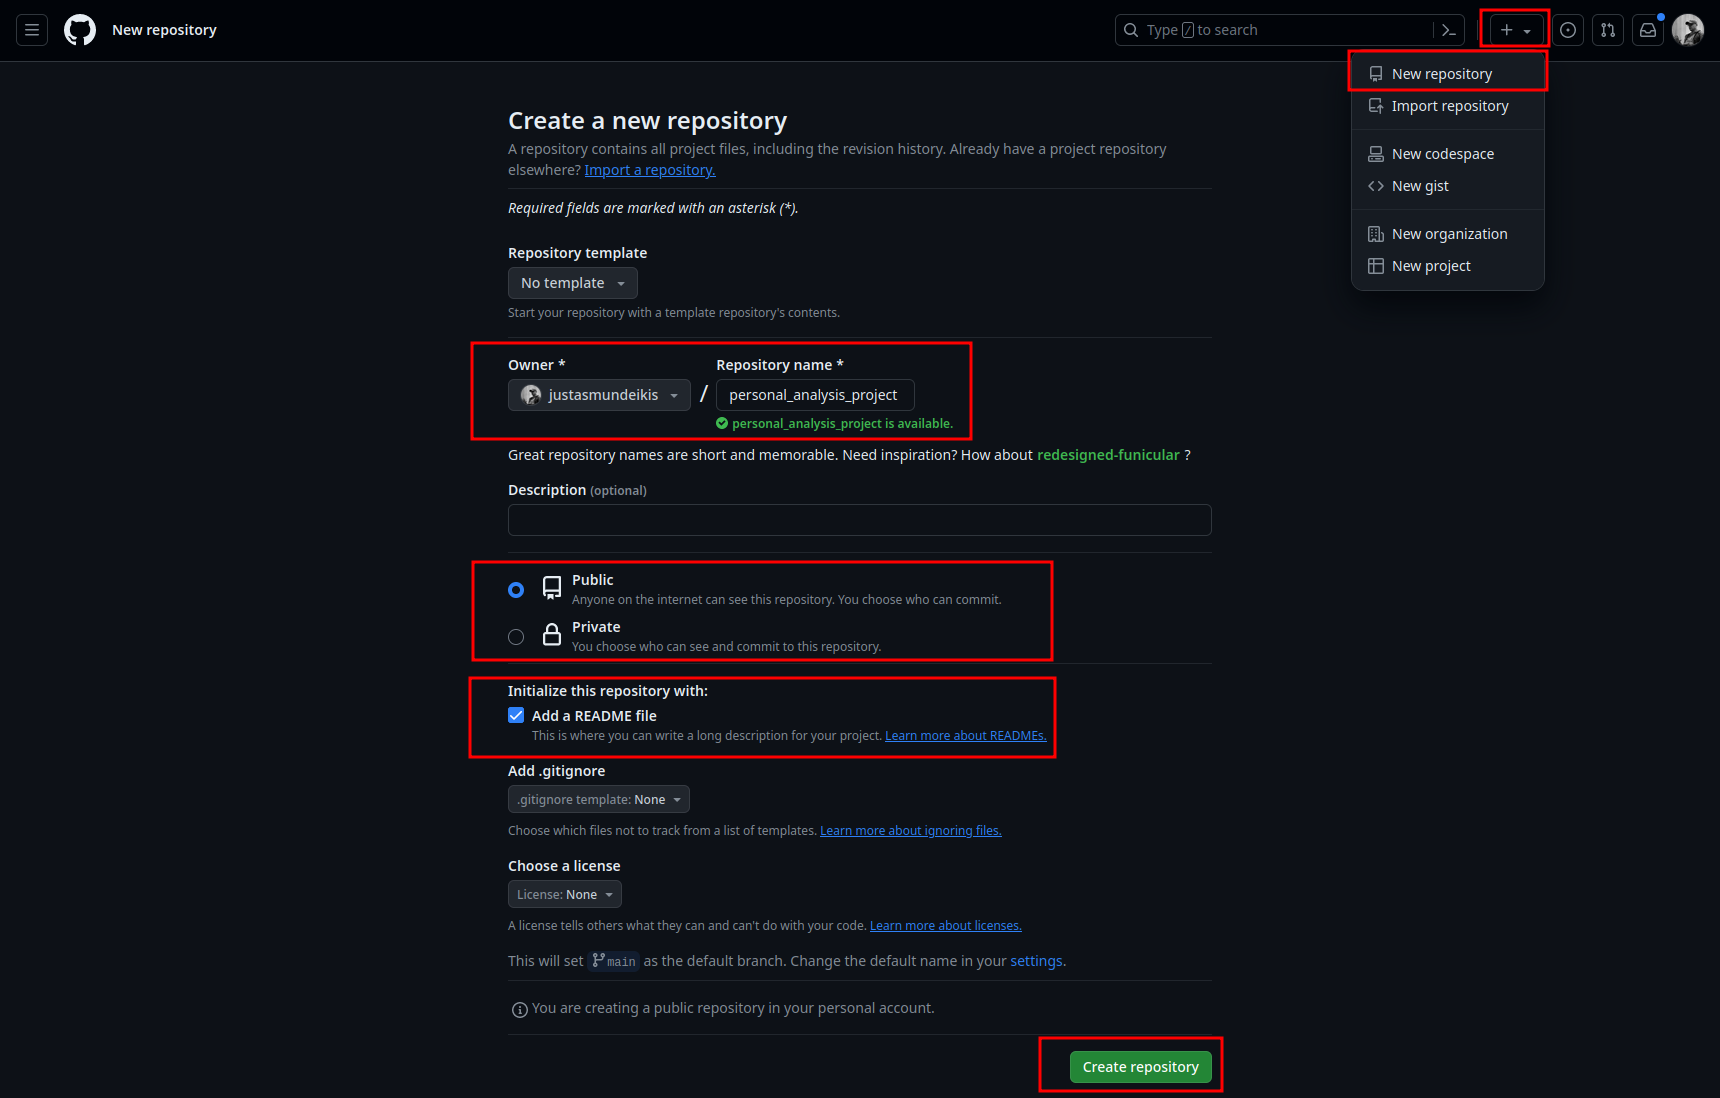 New repository
Type / to search
New repository
Import repository
New codespace
New gist
New organization
New project
Create a new repository
A repository contains all project files, including the revision history. Already have a project repository
elsewhere? Import a repository.
Required fields are marked with an asterisk (*).
Repository template
No template
Start your repository with a template repository's contents.
Owner * Repository name *
justasmundeikis / personal_analysis_project
personal_analysis_project is available.
Great repository names are short and memorable. Need inspiration? How about redesigned-funicular ?
Description (optional)
Public
Anyone on the internet can see this repository. You choose who can commit.
Private
You choose who can see and commit to this repository.
Initialize this repository with:
Add a README file
This is where you can write a long description for your project. Learn more about READMEs.
Add .gitignore
.gitignore template: None
Choose which files not to track from a list of templates. Learn more about ignoring files.
Choose a license
License: None
A license tells others what they can and can't do with your code. Learn more about licenses.
This will set main as the default branch. Change the default name in your settings.
You are creating a public repository in your personal account.
Create repository